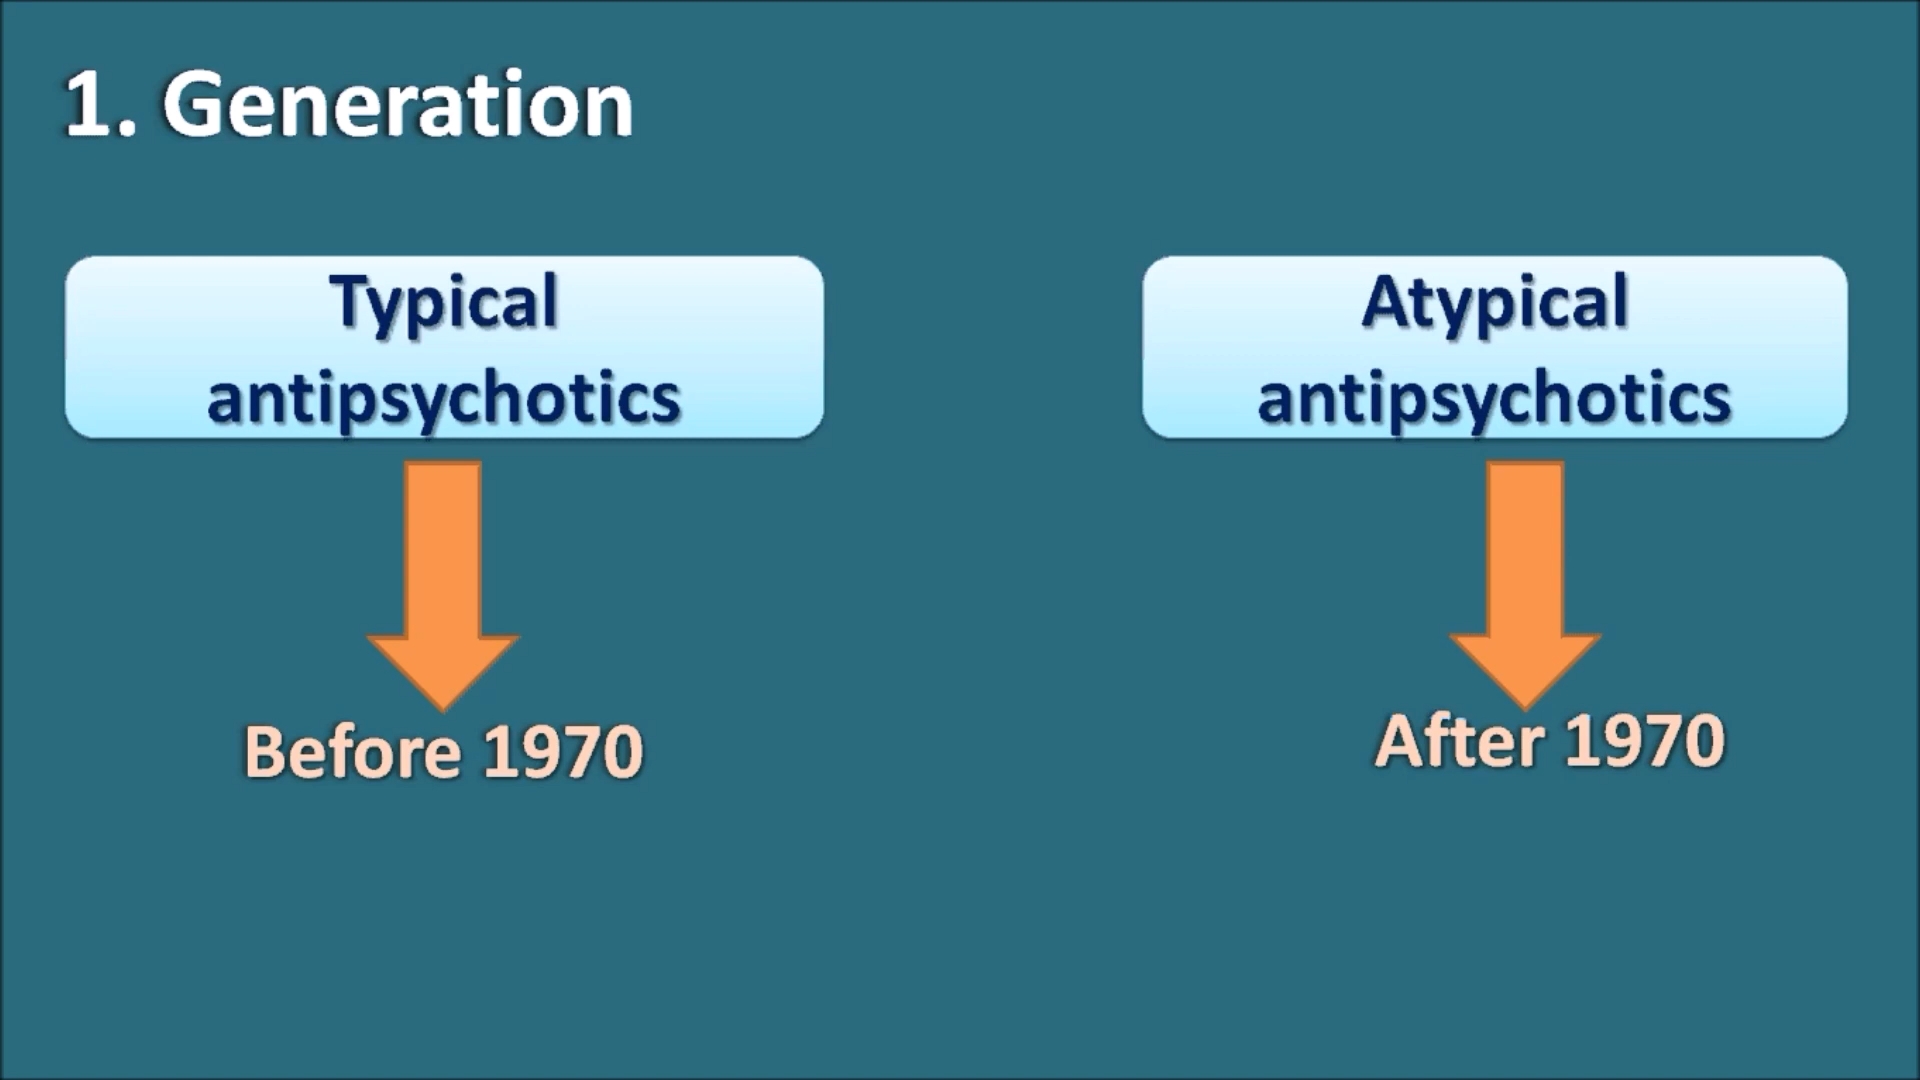 1. Generation
Typical
antipsychotics
Atypical
antipsychotics
Before 1970
After 1970